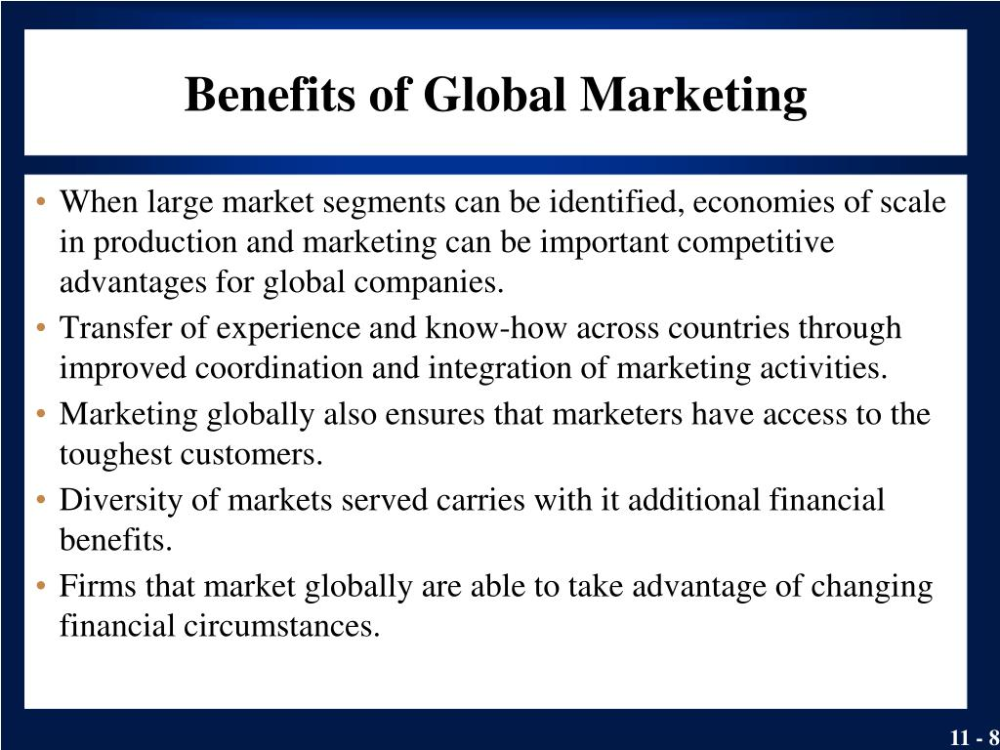 Benefits of Global Marketing
• When large market segments can be identified, economies of scale
in production and marketing can be important competitive
advantages for global companies.
• Transfer of experience and know-how across countries through
improved coordination and integration of marketing activities.
• Marketing globally also ensures that marketers have access to the
toughest customers.
• Diversity of markets served carries with it additional financial
benefits.
• Firms that market globally are able to take advantage of changing
financial circumstances.
11 - 8